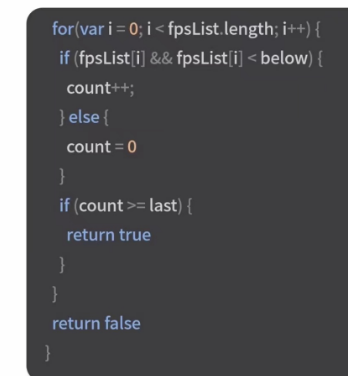 for(var i = 0; i < fpsList.length; i++) {
if (fpsList[i] && fpsList[i] < below) {
count++;
} else {
count = 0
}
if (count >= last) {
return true
}
}
return false
}